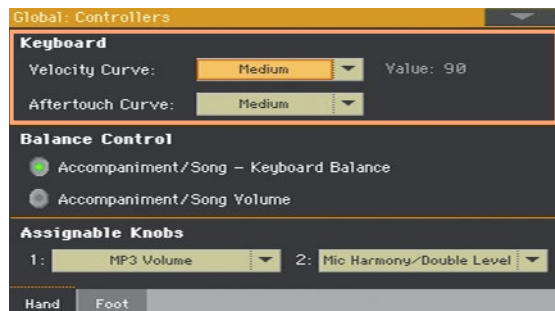 Global: Controllers
Keyboard
Velocity Curve: Medium Value: 90
Aftertouch Curve: Medium
Balance Control
Accompaniment/Song - Keyboard Balance
Accompaniment/Song Volume
Assignable Knobs
1: MP3 Volume 2: Mic Harmony/Double Level
Hand Foot